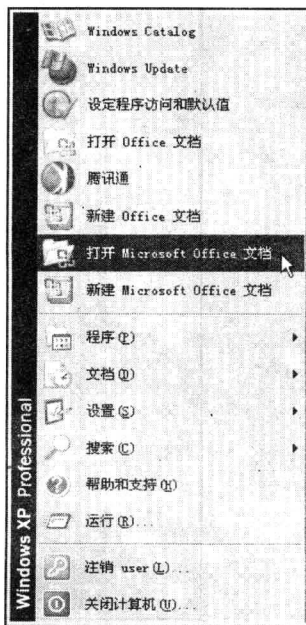 Windows Catalog
Windows Update
设定程序访问和默认值
打开 Office 文档
腾讯通
新建 Office 文档
打开 Microsoft Office 文档
新建 Microsoft Office 文档
程序(P)
文档(D)
设置(S)
搜索(C)
帮助和支持(H)
运行(R)...
注销 user(L)...
关闭计算机(U)...
Windows XP Professional